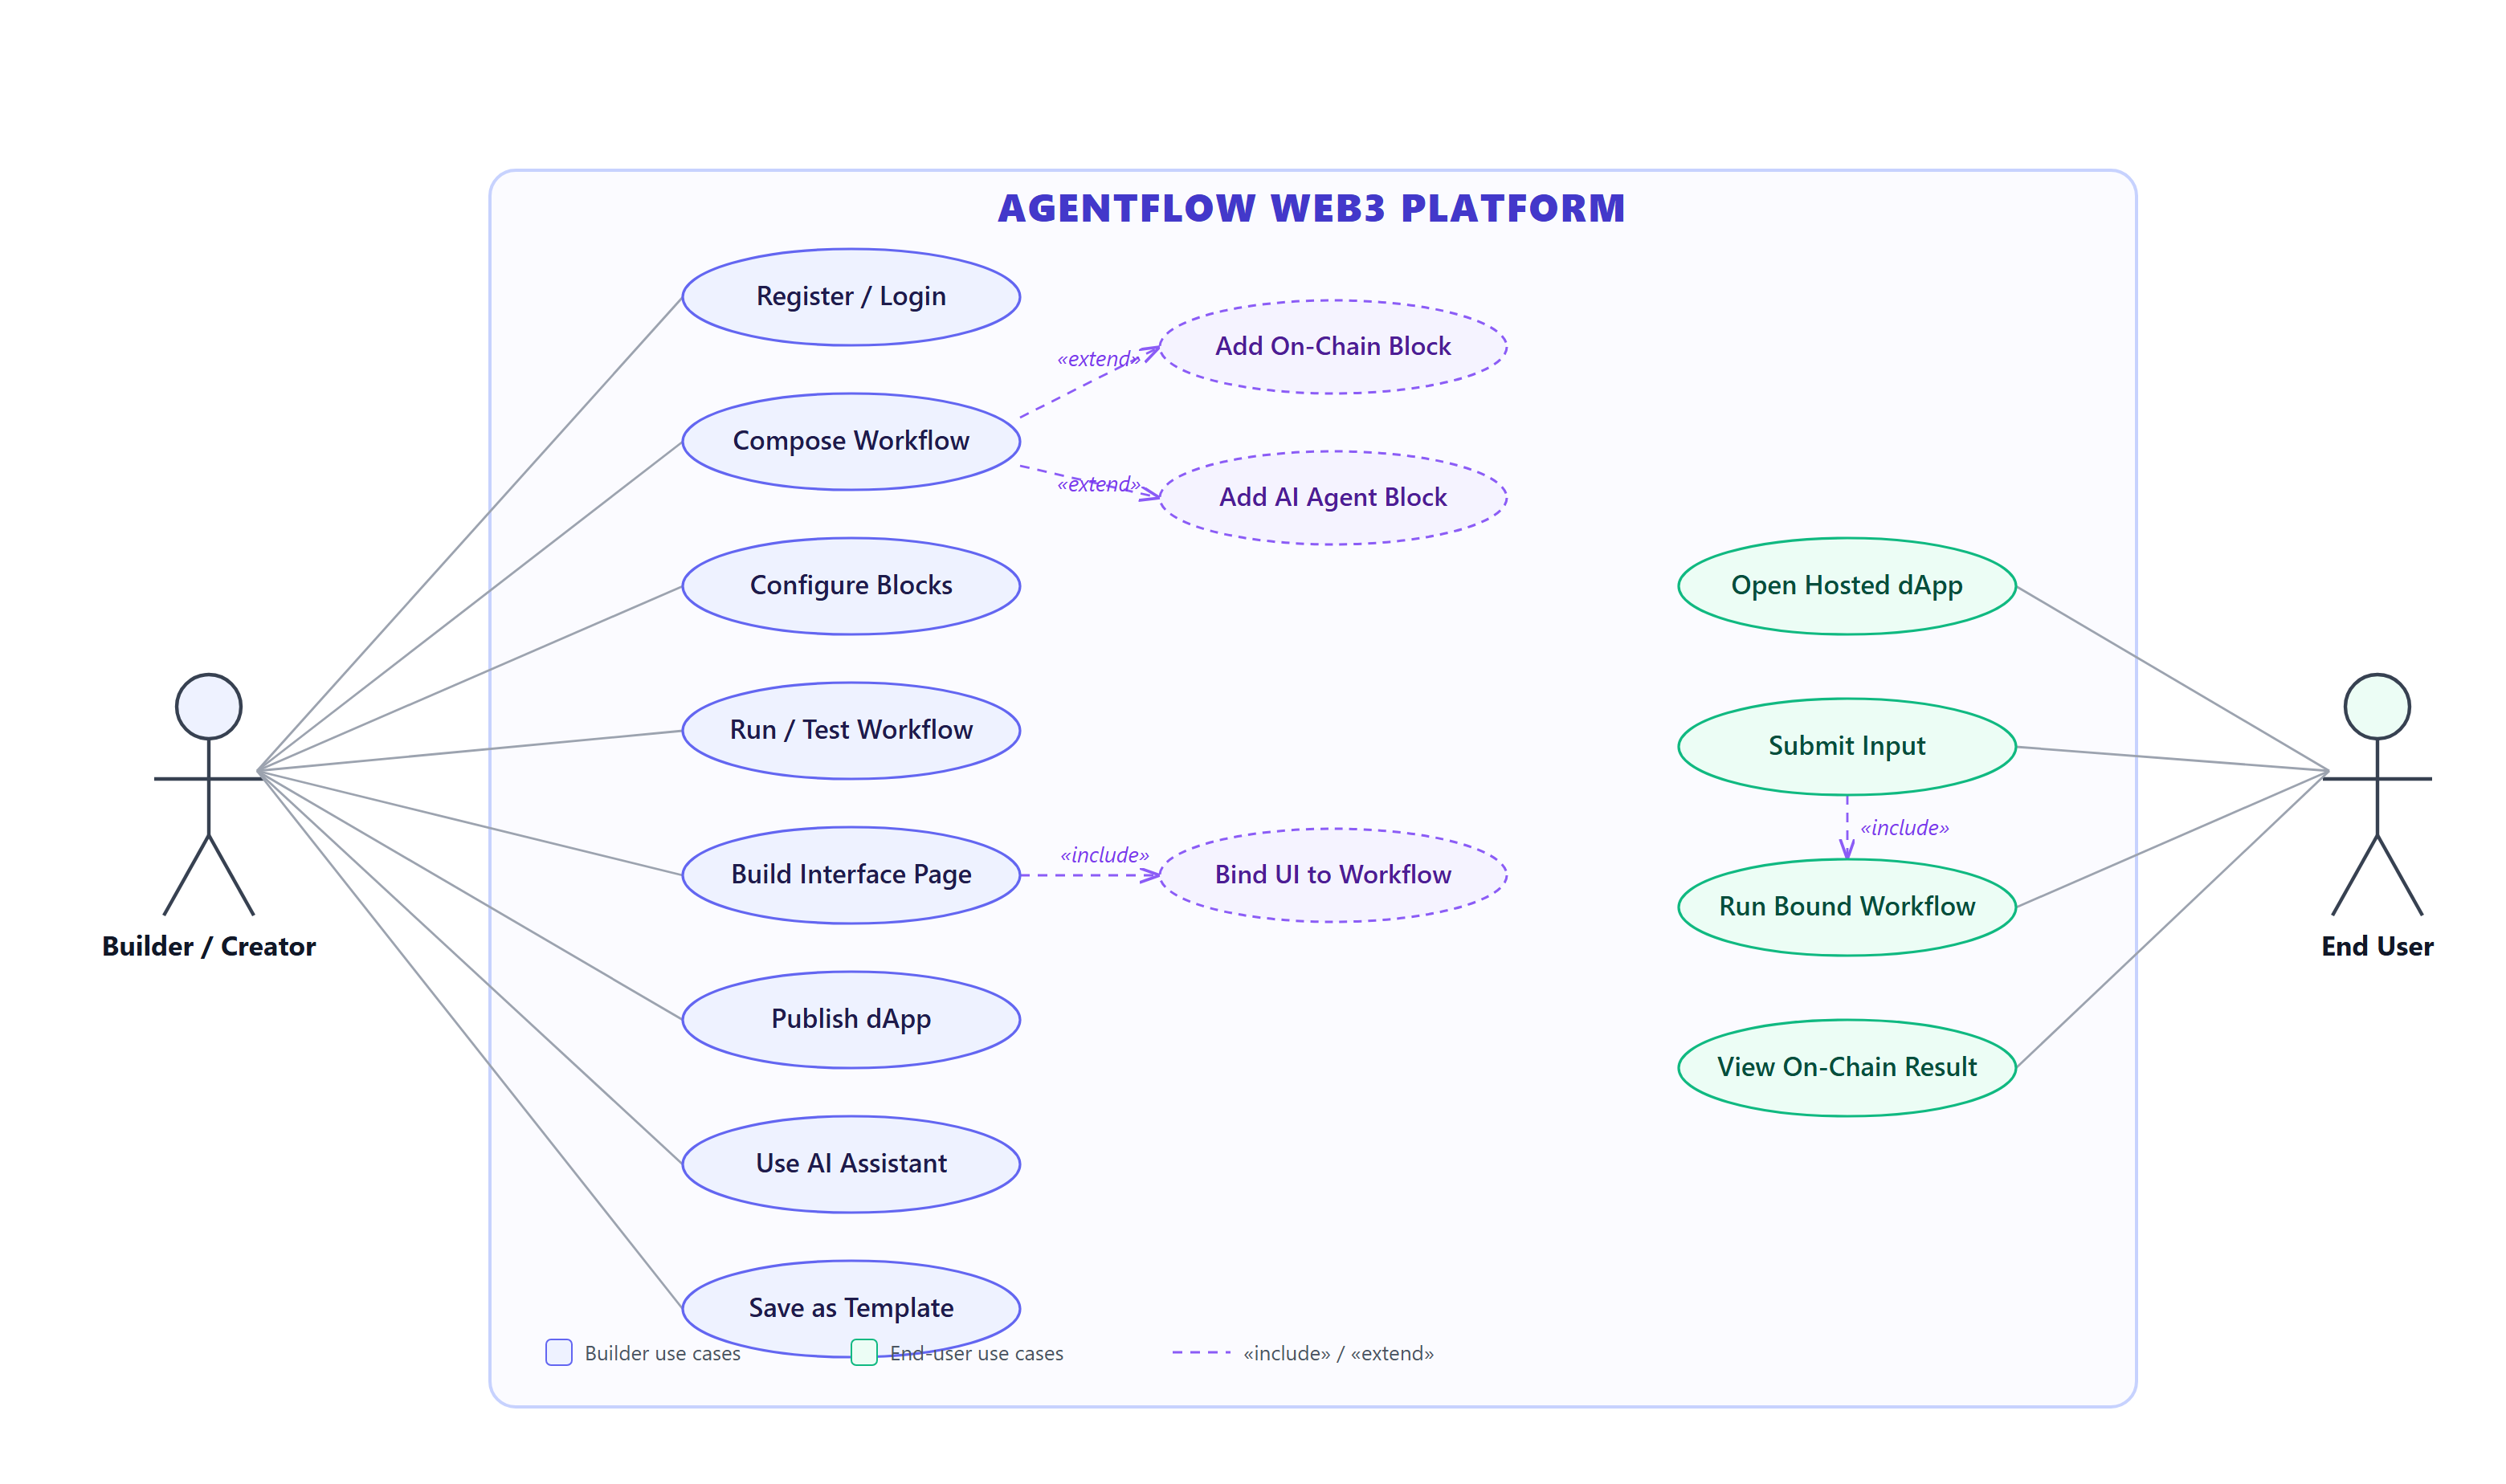 AGENTFLOW WEB3 PLATFORM
Register / Login
Add On-Chain Block
«extend»
Compose Workflow
«extend»
Add AI Agent Block
Configure Blocks
Open Hosted dApp
Run / Test Workflow
Submit Input
«include»
«include»
Build Interface Page
Bind UI to Workflow
Run Bound Workflow
Builder / Creator
End User
Publish dApp
View On-Chain Result
Use AI Assistant
Save as Template
Builder use cases
End-user use cases
«include» / «extend»